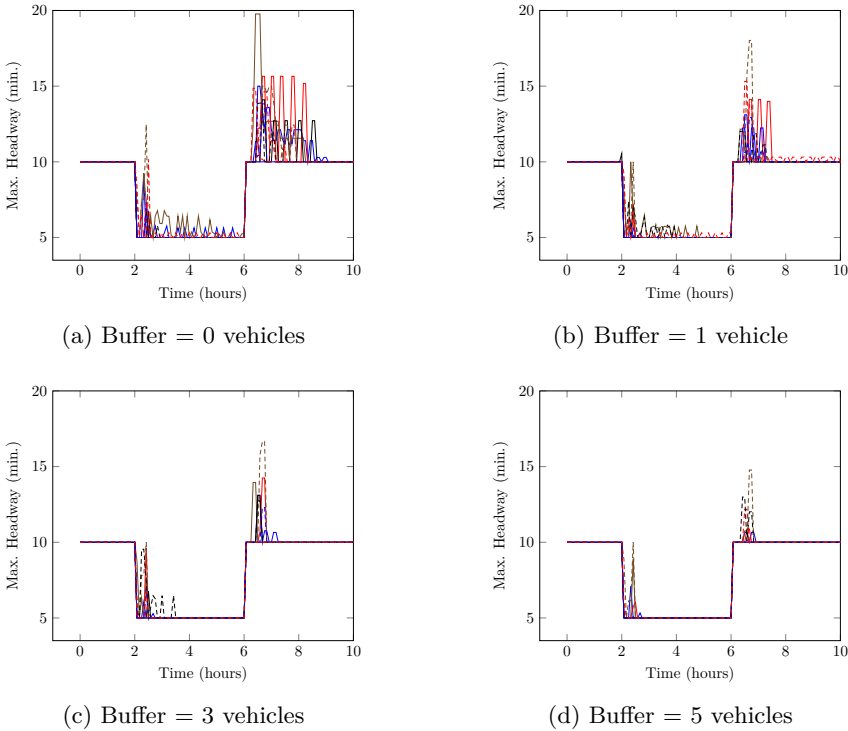 20
15
10
5
0 2 4 6 8 10
Time (hours)
Max. Headway (min.)
(a) Buffer = 0 vehicles
20
15
10
5
0 2 4 6 8 10
Time (hours)
Max. Headway (min.)
(b) Buffer = 1 vehicle
20
15
10
5
0 2 4 6 8 10
Time (hours)
Max. Headway (min.)
(c) Buffer = 3 vehicles
20
15
10
5
0 2 4 6 8 10
Time (hours)
Max. Headway (min.)
(d) Buffer = 5 vehicles